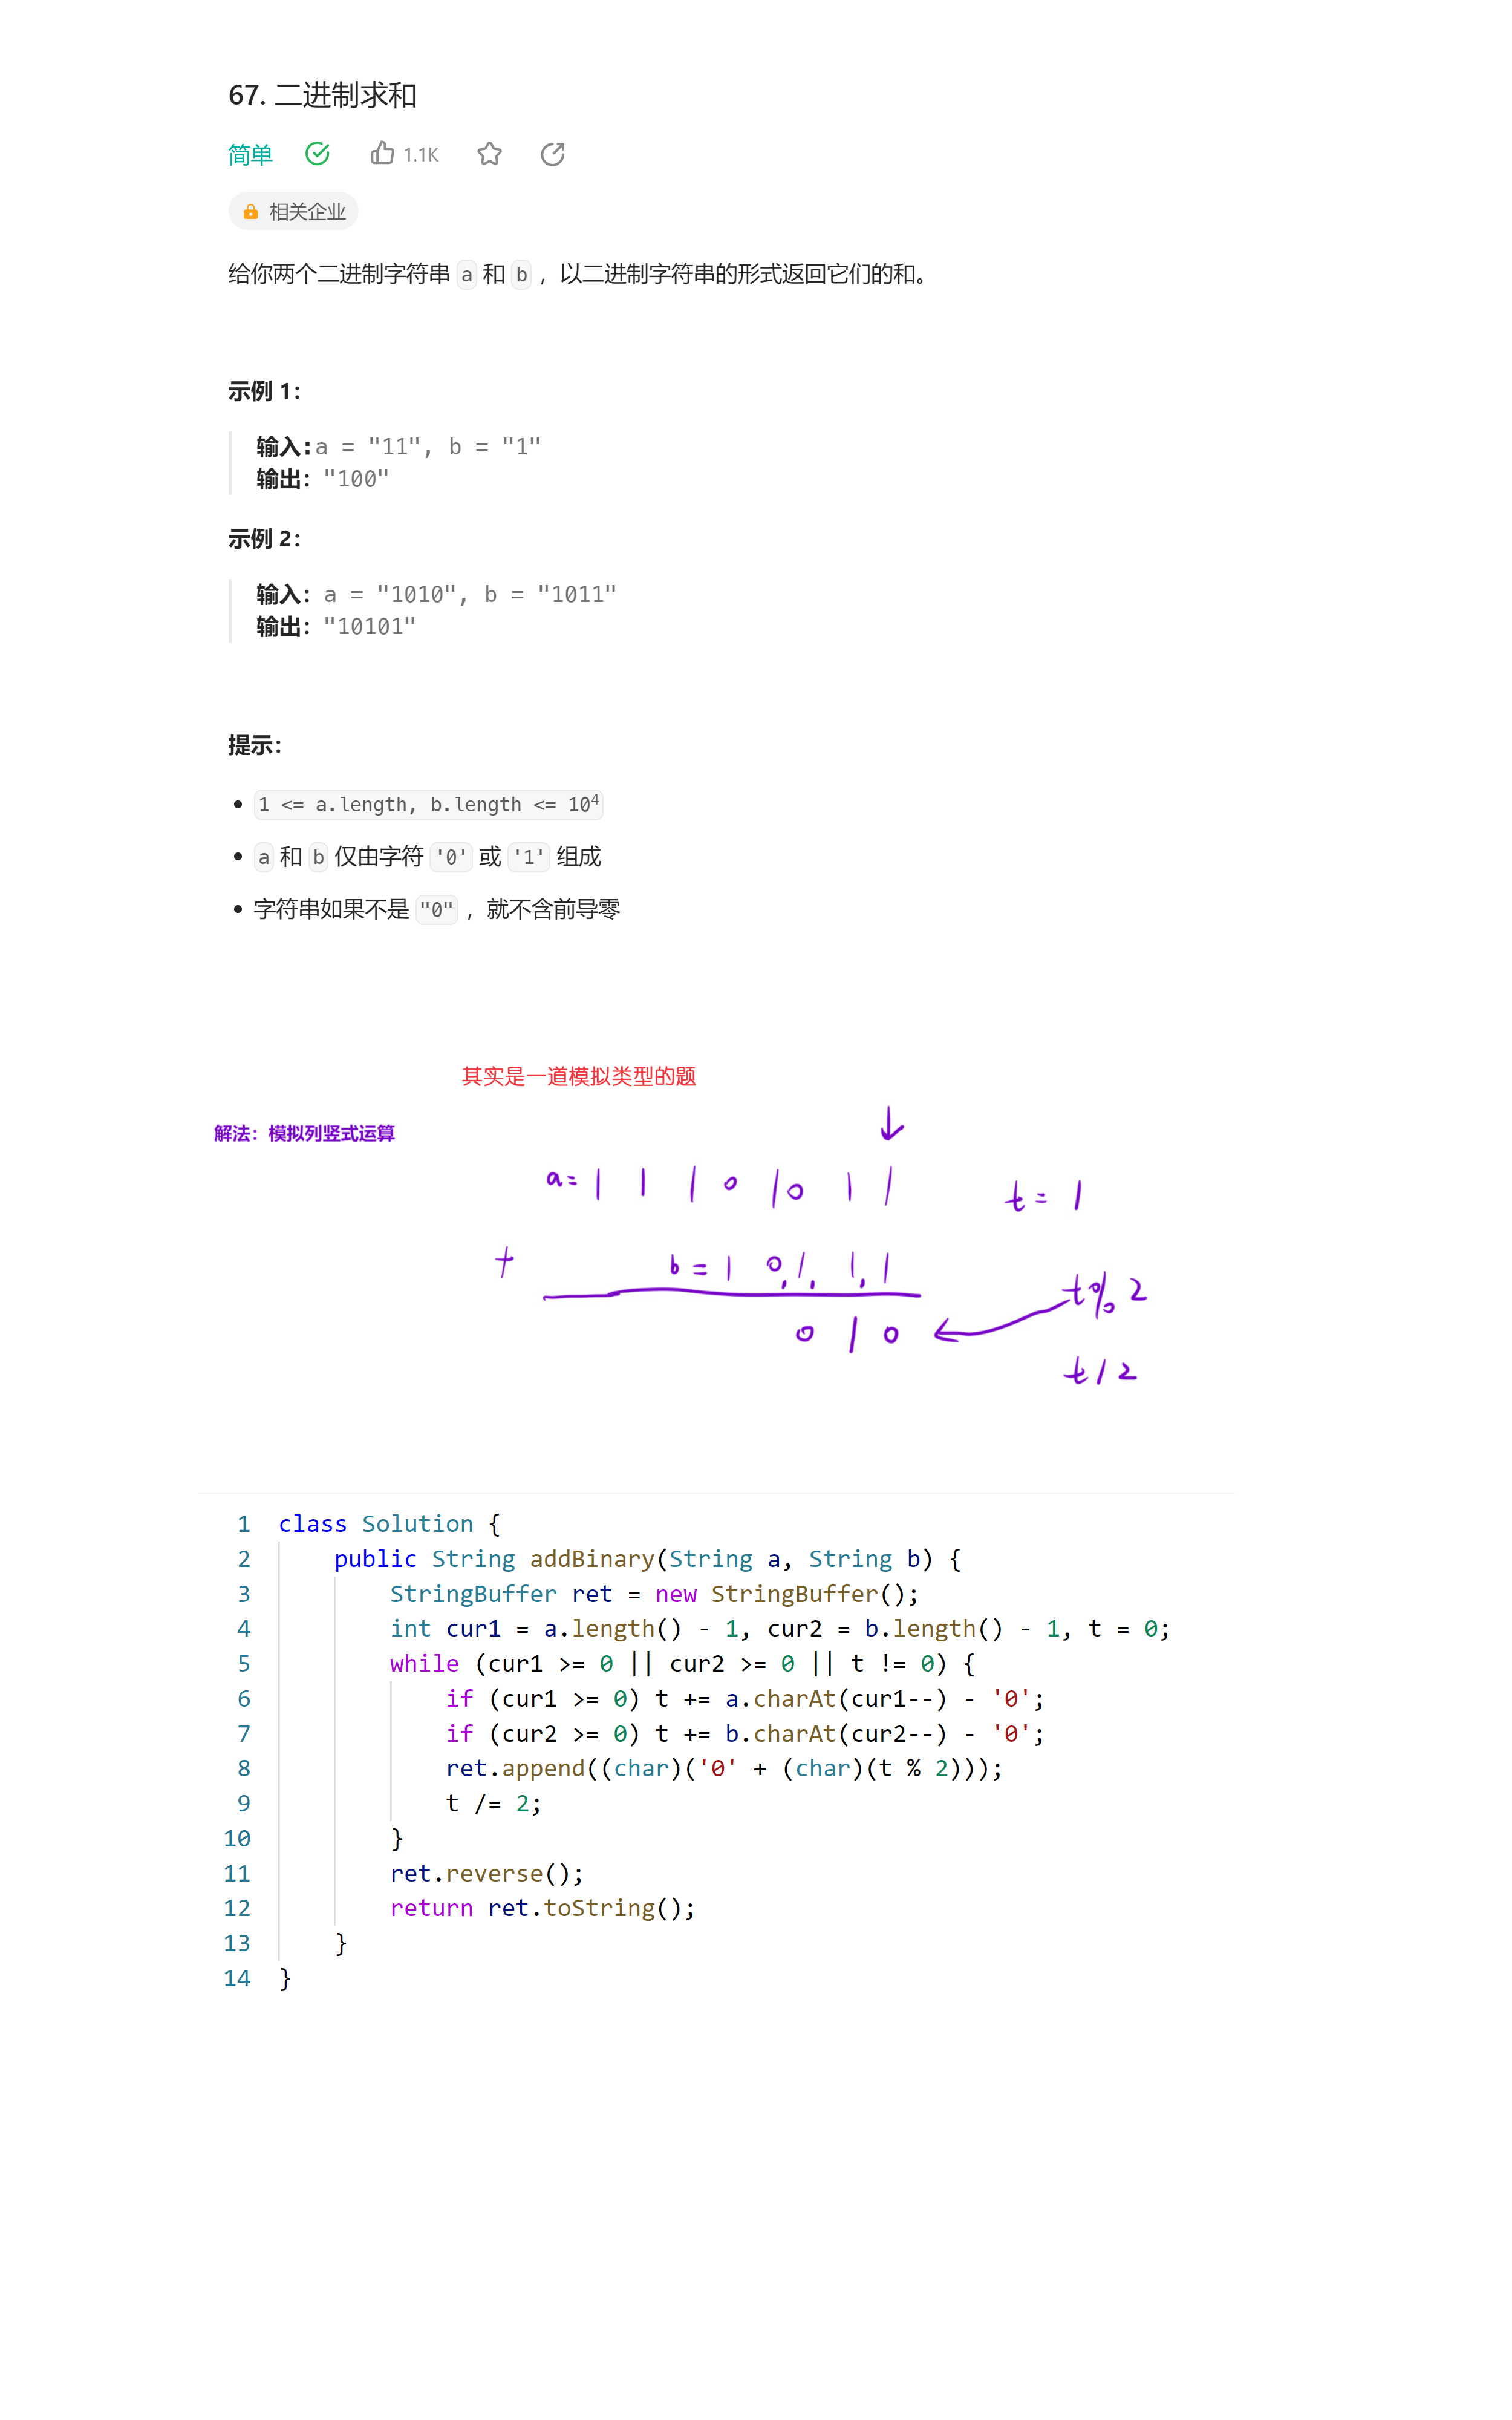 67. 二进制求和
简单 1.1K
相关企业
给你两个二进制字符串 a 和 b ，以二进制字符串的形式返回它们的和。
示例 1：
输入:a = "11", b = "1"
输出："100"
示例 2：
输入：a = "1010", b = "1011"
输出："10101"
提示：
• 1 <= a.length, b.length <= 10⁴
• a 和 b 仅由字符 '0' 或 '1' 组成
• 字符串如果不是 "0" ，就不含前导零
其实是一道模拟类型的题
解法：模拟列竖式运算
a= 1 1 1 0 1 0 1 1
t = 1
+ b = 1 0 1 1 1
t % 2
0 1 0
t / 2
1 class Solution {
2 public String addBinary(String a, String b) {
3 StringBuffer ret = new StringBuffer();
4 int cur1 = a.length() - 1, cur2 = b.length() - 1, t = 0;
5 while (cur1 >= 0 || cur2 >= 0 || t != 0) {
6 if (cur1 >= 0) t += a.charAt(cur1--) - '0';
7 if (cur2 >= 0) t += b.charAt(cur2--) - '0';
8 ret.append((char)('0' + (char)(t % 2)));
9 t /= 2;
10 }
11 ret.reverse();
12 return ret.toString();
13 }
14 }